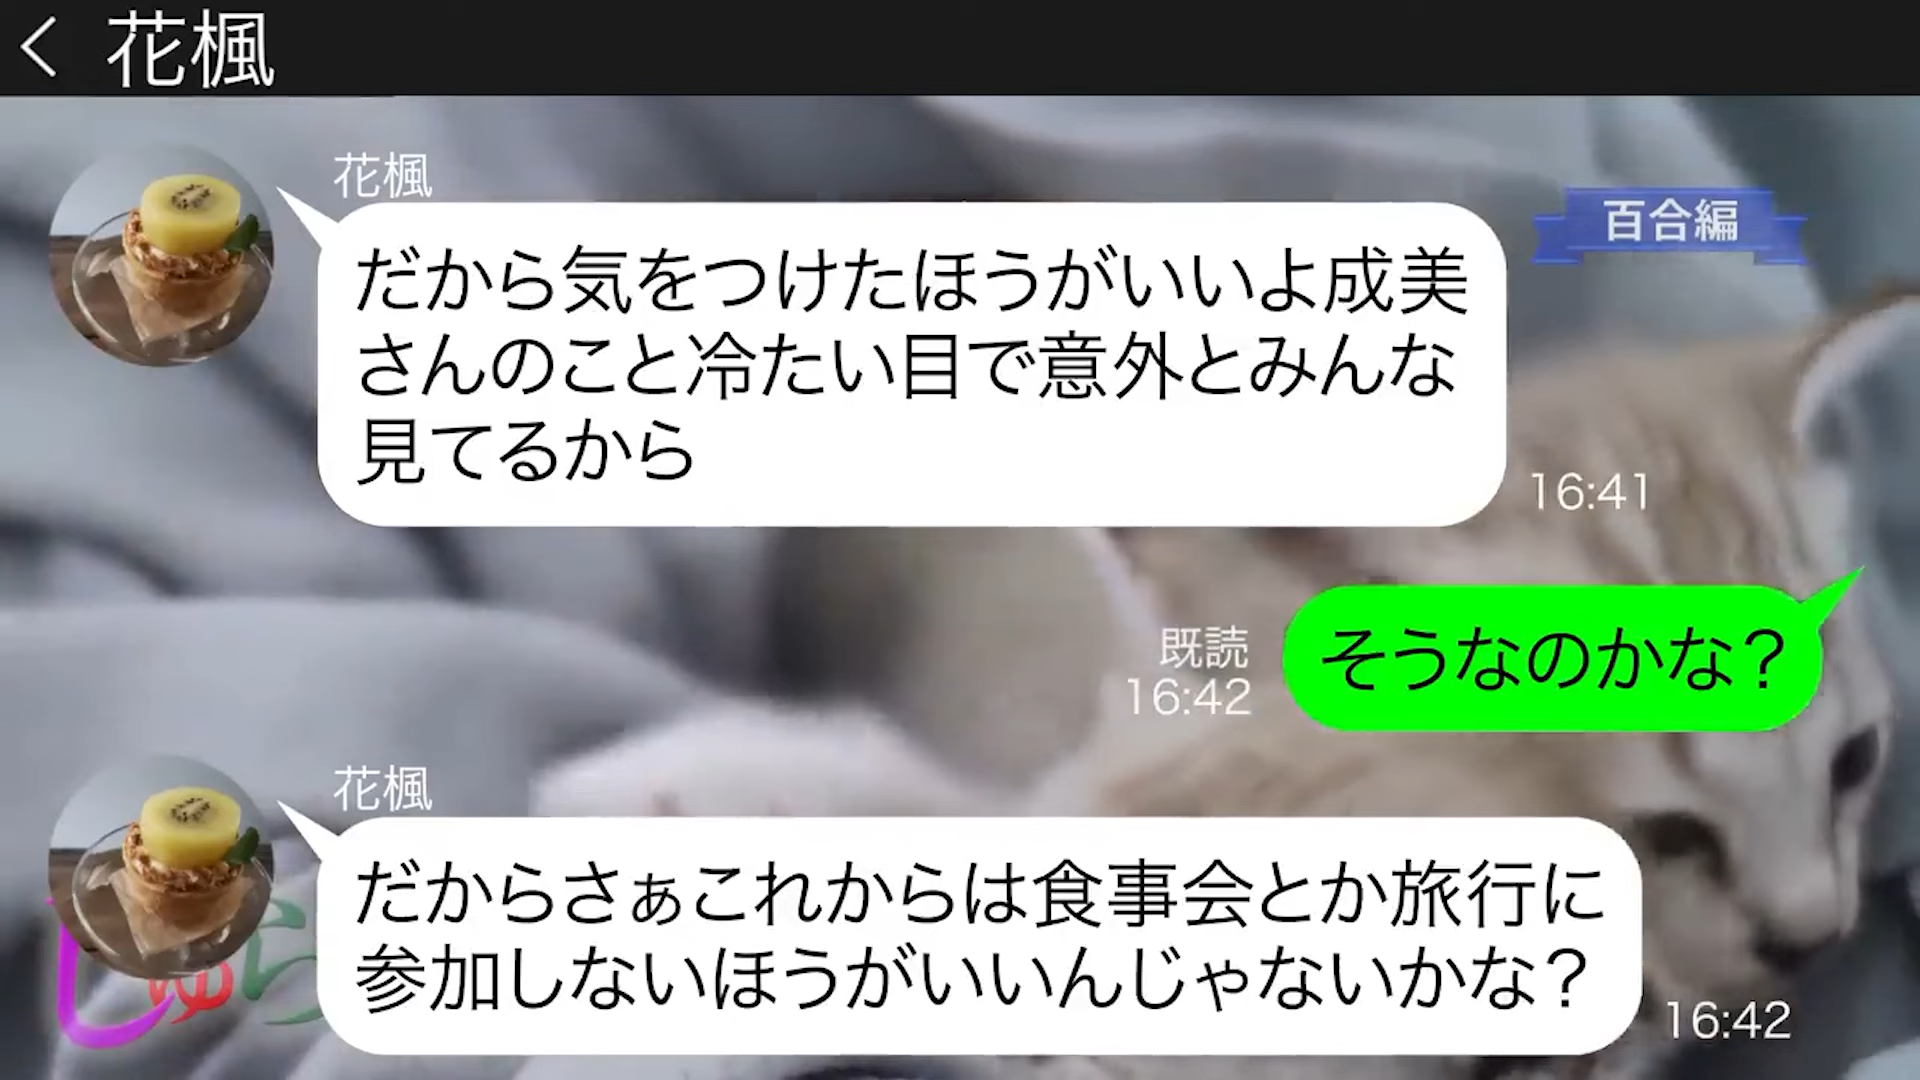 花楓
花楓
百合編
だから気をつけたほうがいいよ成美
さんのこと冷たい目で意外とみんな
見てるから
16:41
そうなのかな？
既読
16:42
花楓
だからさぁこれからは食事会とか旅行に
参加しないほうがいいんじゃないかな？
16:42
しゅら